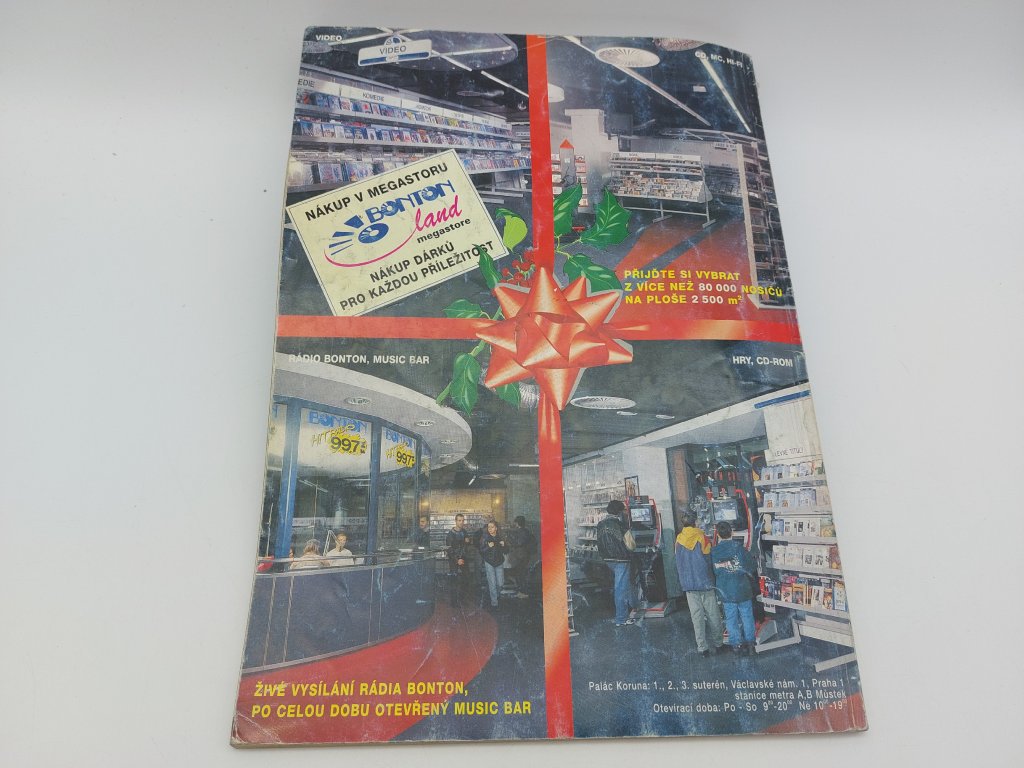 VIDEO
VIDEO
CD, MC, HI-FI
KOMEDIE
NÁKUP V MEGASTORU
BONTON
land
megastore
NÁKUP DÁRKŮ
PRO KAŽDOU PŘÍLEŽITOST
PŘIJĎTE SI VYBRAT
Z VÍCE NEŽ 80 000 NOSIČŮ
NA PLOŠE 2 500 m²
RÁDIO BONTON, MUSIC BAR
HRY, CD-ROM
BONTON
99.7
BONTON
99.7
ŽIVÉ VYSÍLÁNÍ RÁDIA BONTON,
PO CELOU DOBU OTEVŘENÝ MUSIC BAR
Palác Koruna: 1., 2., 3. suterén, Václavské nám. 1, Praha 1
stanice metra A,B Můstek
Otevírací doba: Po - So 9⁰⁰-20⁰⁰ Ne 10⁰⁰-19⁰⁰